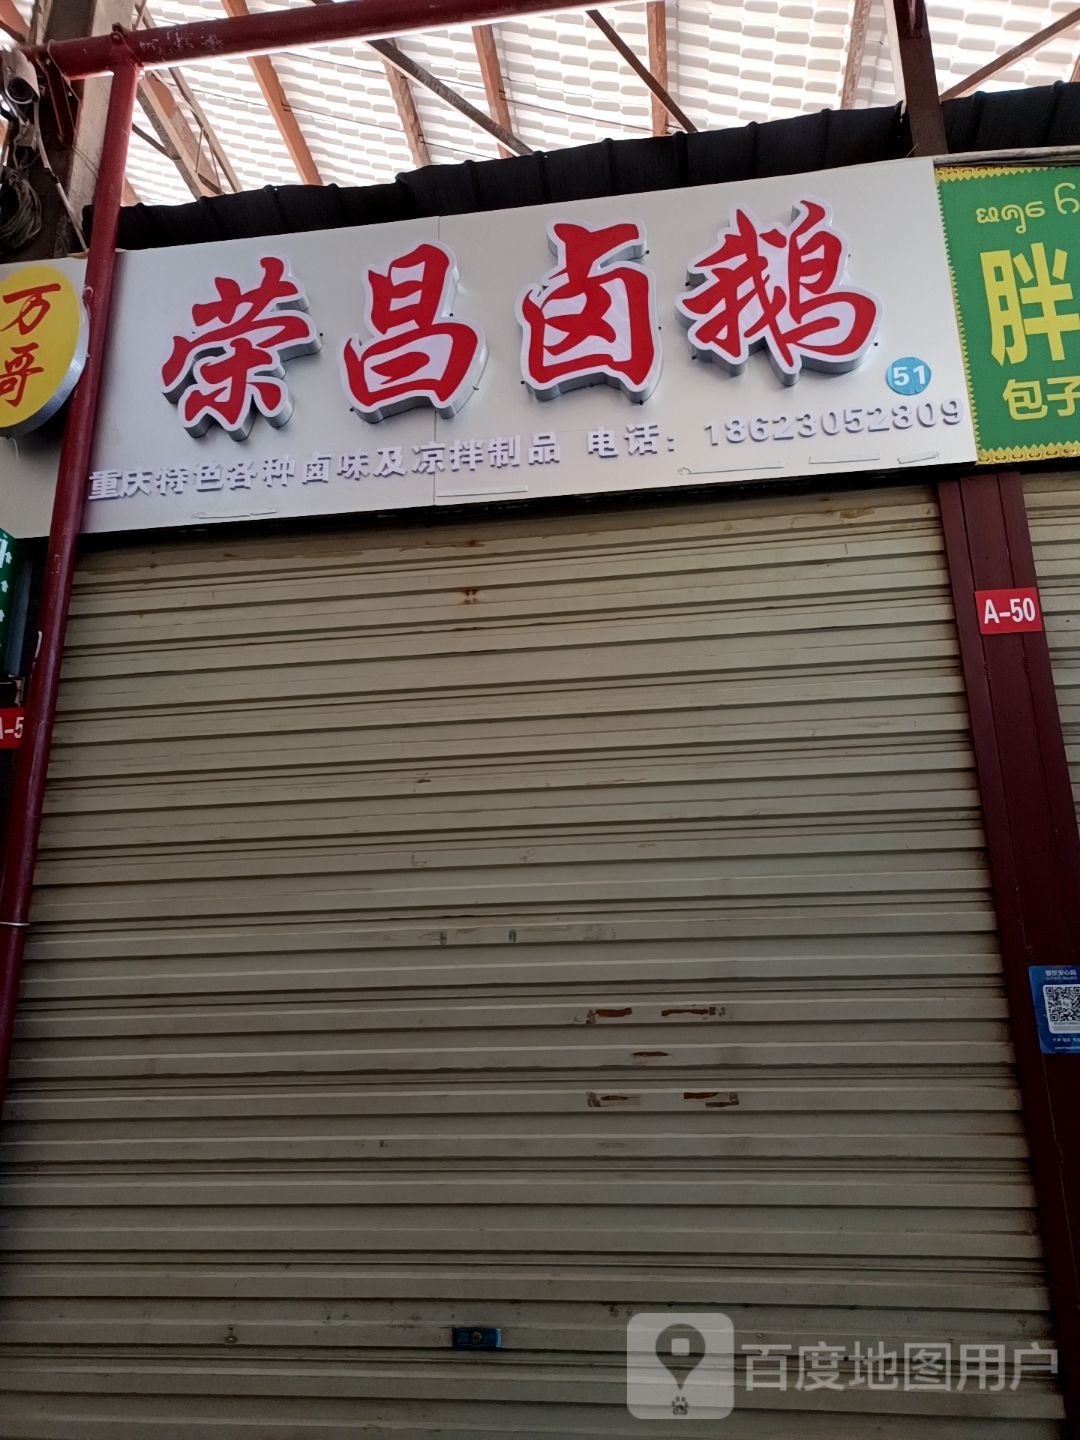 万哥
荣昌卤鹅
51
重庆特色各种卤味及凉拌制品 电话：18623052809
胖
包子
A-50
A-5
百度地图用户